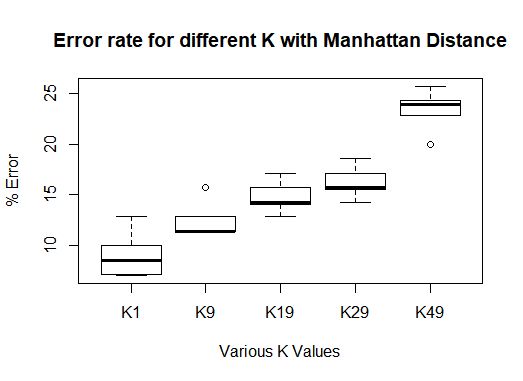 Error rate for different K with Manhattan Distance
% Error
25
20
15
10
K1 K9 K19 K29 K49
Various K Values